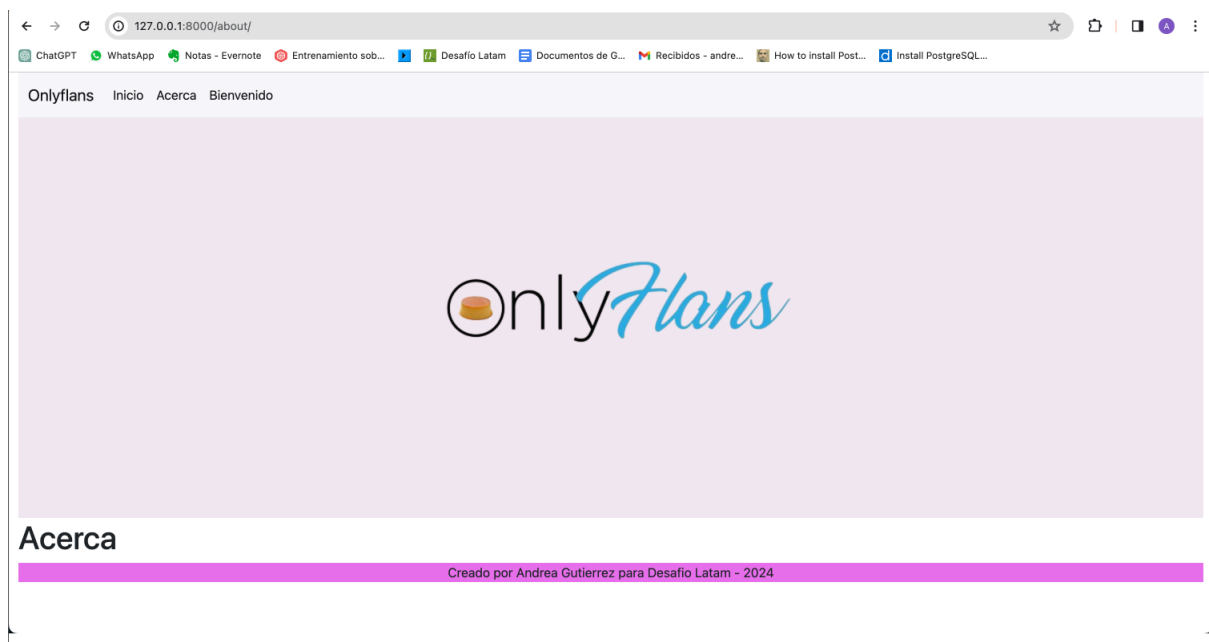 127.0.0.1:8000/about/
A
ChatGPT WhatsApp Notas - Evernote Entrenamiento sob... Desafío Latam Documentos de G... Recibidos - andre... How to install Post... Install PostgreSQL...
Onlyflans Inicio Acerca Bienvenido
OnlyFlans
Acerca
Creado por Andrea Gutierrez para Desafio Latam - 2024